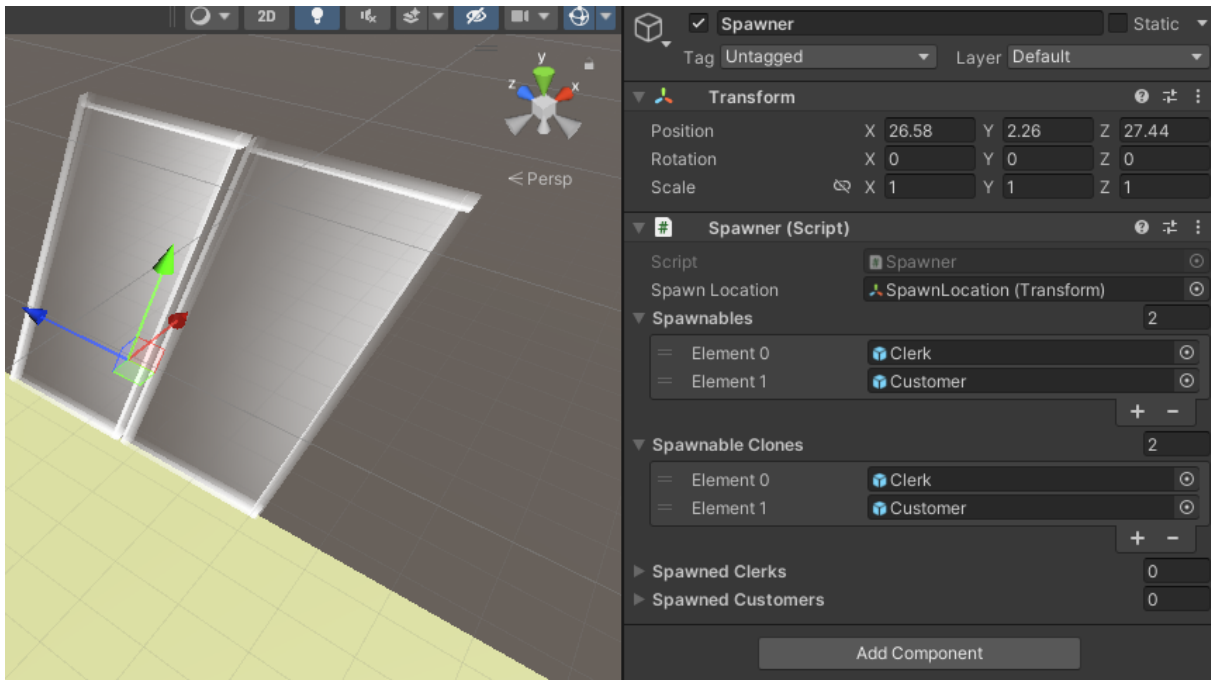 2D
y
z
x
Persp
Spawner
Static
Tag Untagged Layer Default
Transform
Position X 26.58 Y 2.26 Z 27.44
Rotation X 0 Y 0 Z 0
Scale X 1 Y 1 Z 1
# Spawner (Script)
Script Spawner
Spawn Location SpawnLocation (Transform)
Spawnables 2
Element 0 Clerk
Element 1 Customer
+ -
Spawnable Clones 2
Element 0 Clerk
Element 1 Customer
+ -
Spawned Clerks 0
Spawned Customers 0
Add Component